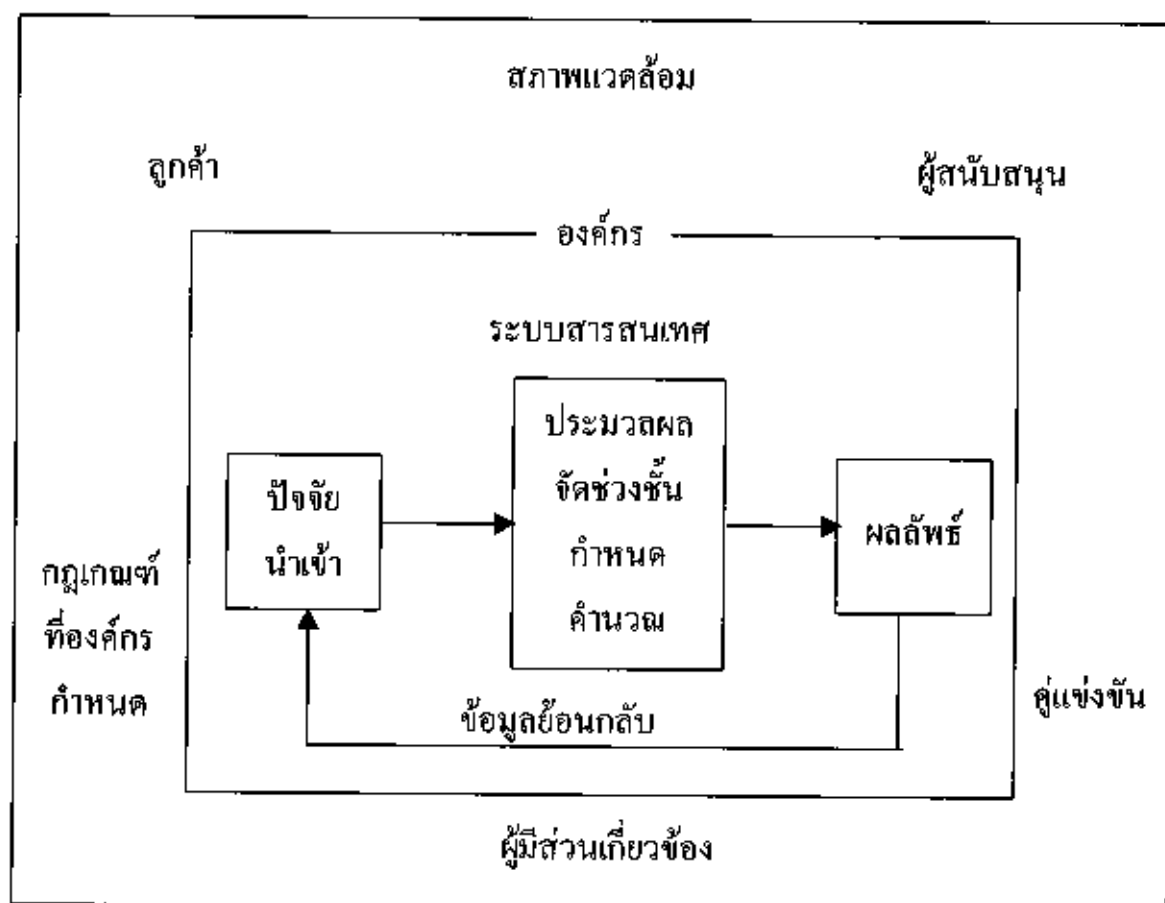 สภาพแวดล้อม
ลูกค้า
ผู้สนับสนุน
องค์กร
ระบบสารสนเทศ
ปัจจัย
นำเข้า
ประมวลผล
จัดช่วงชั้น
กำหนด
คำนวณ
ผลลัพธ์
กฎเกณฑ์
ที่องค์กร
กำหนด
คู่แข่งขัน
ข้อมูลย้อนกลับ
ผู้มีส่วนเกี่ยวข้อง